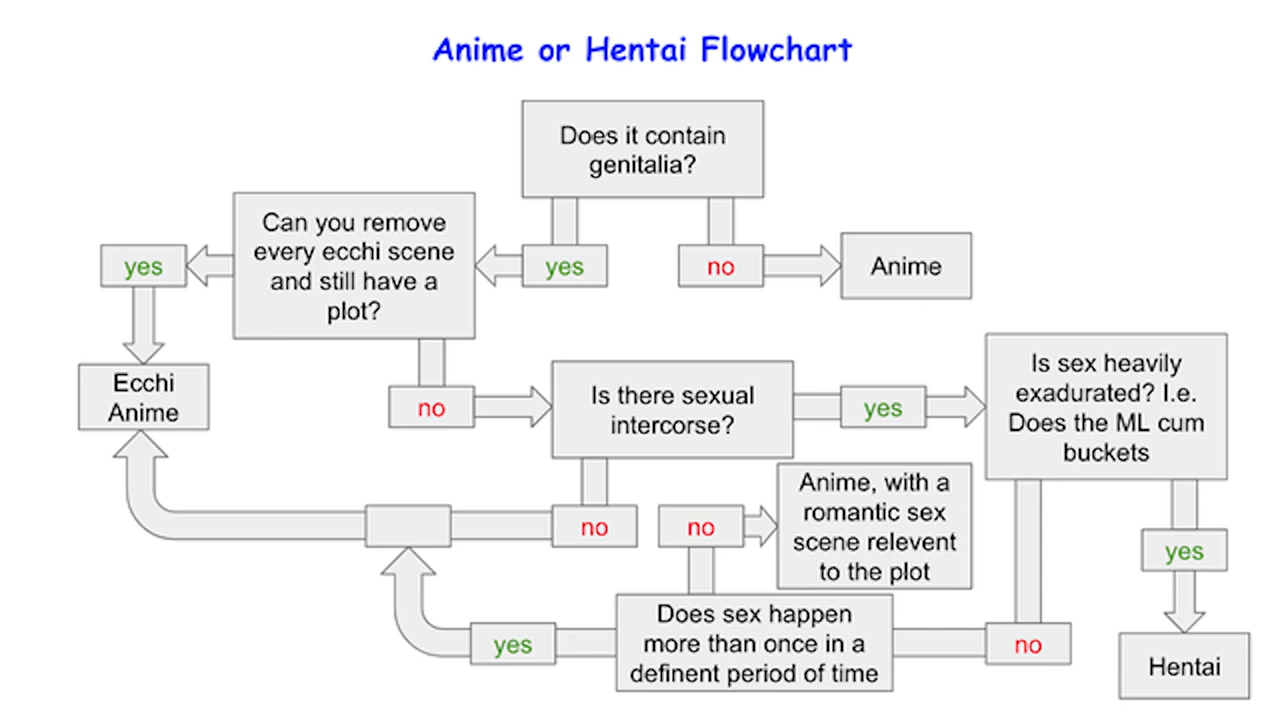 Anime or Hentai Flowchart
Does it contain
genitalia?
yes
no
Anime
Can you remove
every ecchi scene
and still have a
plot?
yes
Ecchi
Anime
no
Is there sexual
intercorse?
yes
Is sex heavily
exadurated? I.e.
Does the ML cum
buckets
no
no
Anime, with a
romantic sex
scene relevent
to the plot
yes
Hentai
Does sex happen
more than once in a
definent period of time
yes
no